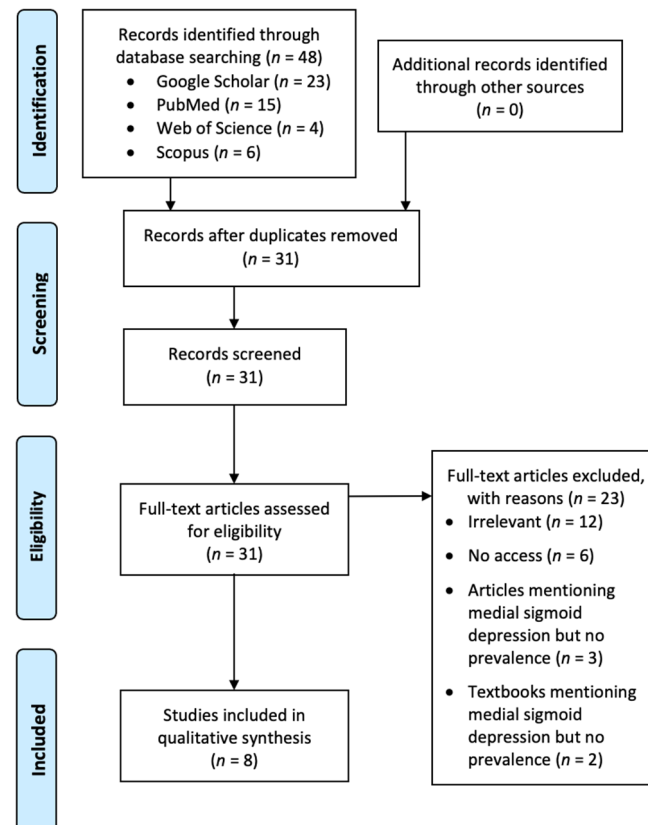 Identification
Records identified through
database searching (n = 48)
• Google Scholar (n = 23)
• PubMed (n = 15)
• Web of Science (n = 4)
• Scopus (n = 6)
Additional records identified
through other sources
(n = 0)
Screening
Records after duplicates removed
(n = 31)
Records screened
(n = 31)
Eligibility
Full-text articles assessed
for eligibility
(n = 31)
Full-text articles excluded,
with reasons (n = 23)
• Irrelevant (n = 12)
• No access (n = 6)
• Articles mentioning
medial sigmoid
depression but no
prevalence (n = 3)
• Textbooks mentioning
medial sigmoid
depression but no
prevalence (n = 2)
Included
Studies included in
qualitative synthesis
(n = 8)